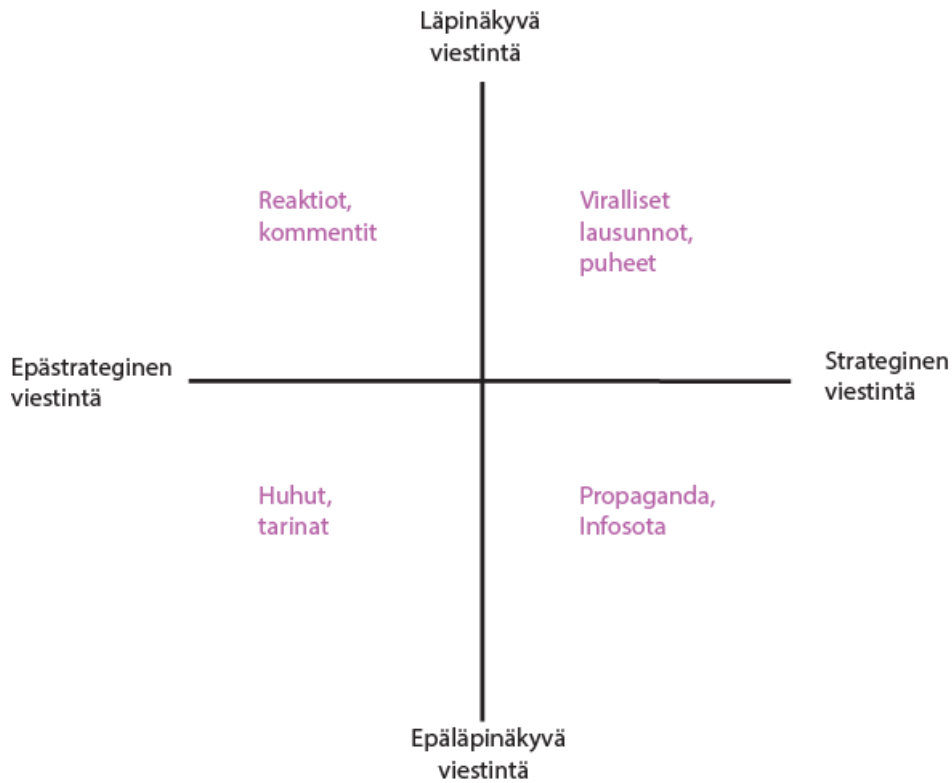 Läpinäkyvä
viestintä
Reaktiot,
kommentit
Viralliset
lausunnot,
puheet
Epästrateginen
viestintä
Strateginen
viestintä
Huhut,
tarinat
Propaganda,
Infosota
Epäläpinäkyvä
viestintä